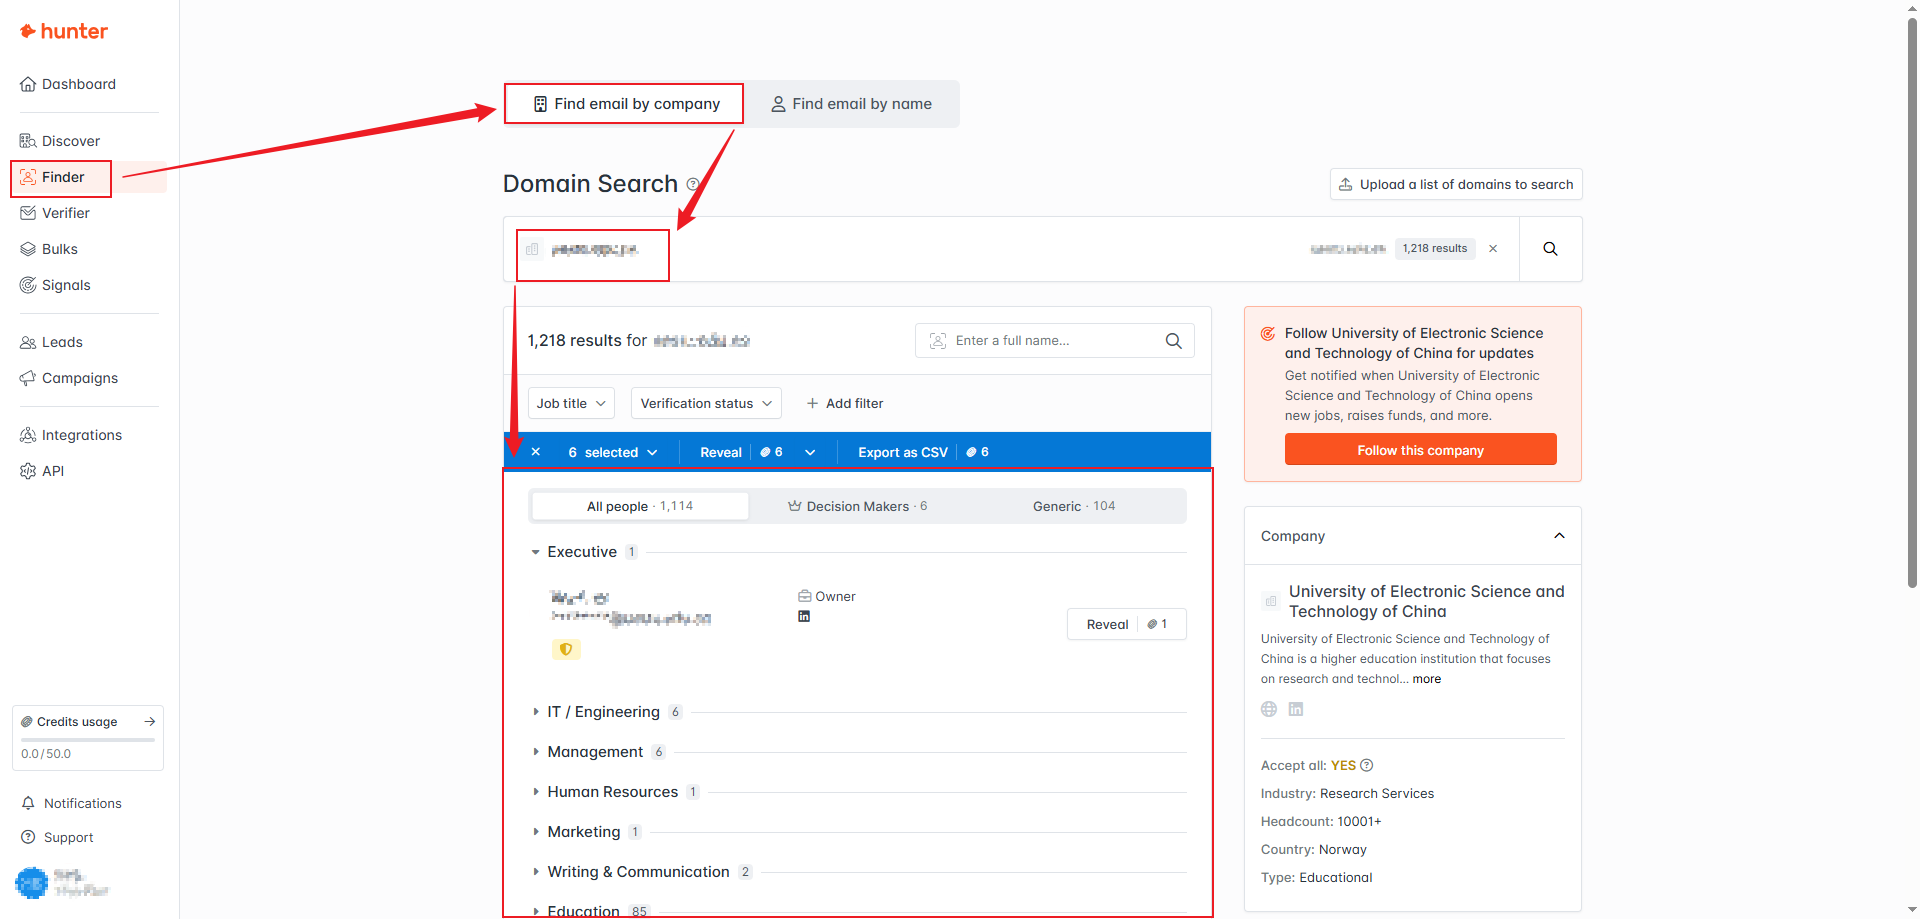 hunter
Dashboard
Discover
Finder
Verifier
Bulks
Signals
Leads
Campaigns
Integrations
API
Credits usage
0.0/50.0
Notifications
Support
Find email by company
Find email by name
Domain Search
Upload a list of domains to search
1,218 results
1,218 results for
Enter a full name...
Job title
Verification status
Add filter
6 selected
Reveal 6
Export as CSV 6
All people · 1,114
Decision Makers · 6
Generic · 104
Executive 1
Owner
Reveal 1
IT / Engineering 6
Management 6
Human Resources 1
Marketing 1
Writing & Communication 2
Education 85
Follow University of Electronic Science
and Technology of China for updates
Get notified when University of Electronic
Science and Technology of China opens
new jobs, raises funds, and more.
Follow this company
Company
University of Electronic Science and
Technology of China
University of Electronic Science and Technology of
China is a higher education institution that focuses
on research and technol... more
Accept all: YES
Industry: Research Services
Headcount: 10001+
Country: Norway
Type: Educational